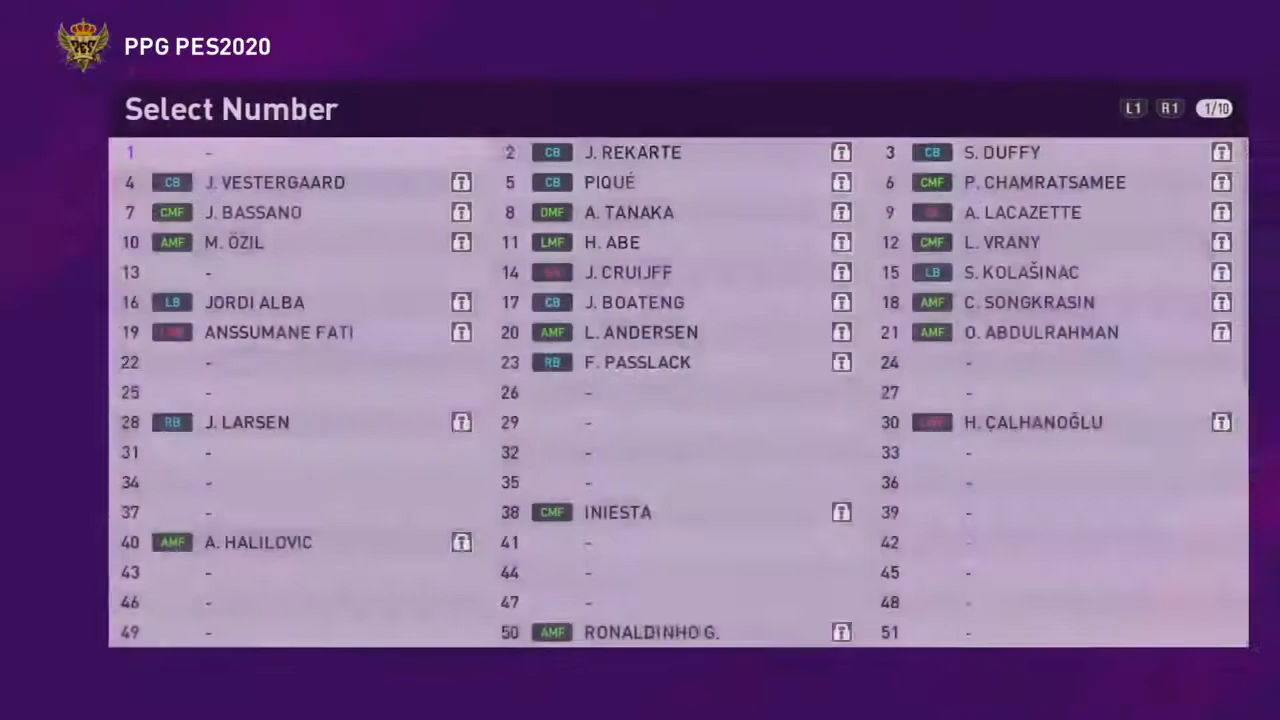 PPG PES2020
Select Number L1 R1 1/10
1 - 2 CB J. REKARTE 3 CB S. DUFFY
4 CB J. VESTERGAARD 5 CB PIQUÉ 6 CMF P. CHAMRATSAMEE
7 CMF J. BASSANO 8 DMF A. TANAKA 9 A. LACAZETTE
10 AMF M. ÖZIL 11 LMF H. ABE 12 CMF L. VRANY
13 - 14 J. CRUIJFF 15 LB S. KOLAŠINAC
16 LB JORDI ALBA 17 CB J. BOATENG 18 AMF C. SONGKRASIN
19 ANSSUMANE FATI 20 AMF L. ANDERSEN 21 AMF O. ABDULRAHMAN
22 - 23 RB F. PASSLACK 24 -
25 - 26 - 27 -
28 RB J. LARSEN 29 - 30 H. ÇALHANOĞLU
31 - 32 - 33 -
34 - 35 - 36 -
37 - 38 CMF INIESTA 39 -
40 AMF A. HALILOVIC 41 - 42 -
43 - 44 - 45 -
46 - 47 - 48 -
49 - 50 AMF RONALDINHO G. 51 -